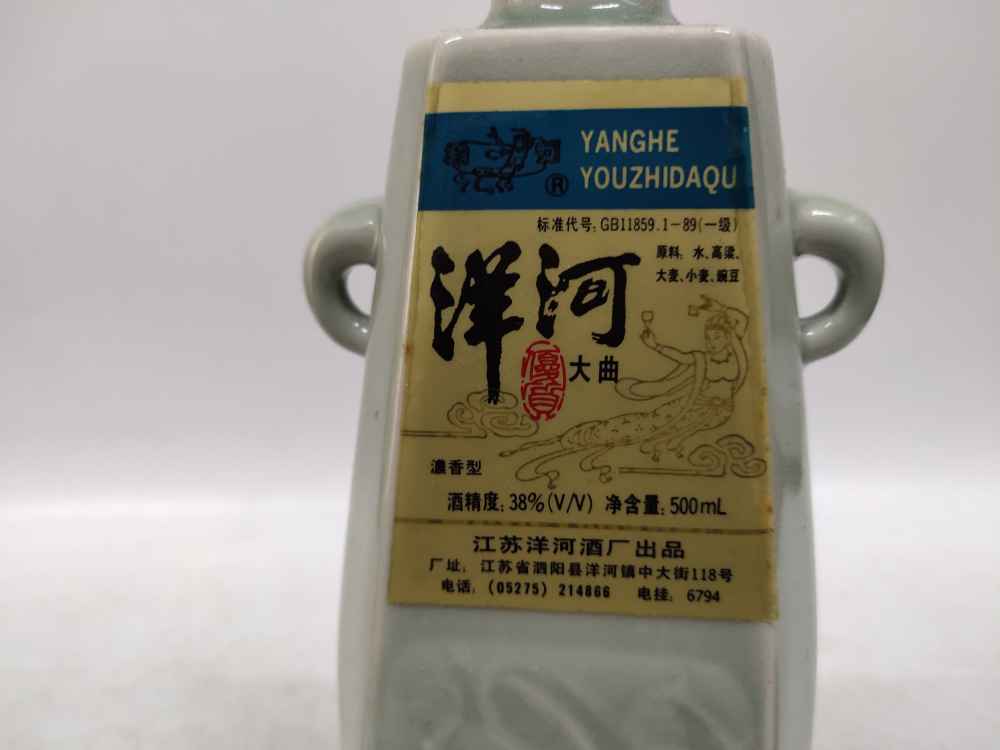 YANGHE
YOUZHIDAQU
®
标准代号:GB11859.1-89(一级)
原料:水、高粱、
大麦、小麦、豌豆
洋河
優質
大曲
濃香型
酒精度:38%(V/V) 净含量:500mL
江苏洋河酒厂出品
厂址:江苏省泗阳县洋河镇中大街118号
电话:(05275)214866 电挂:6794